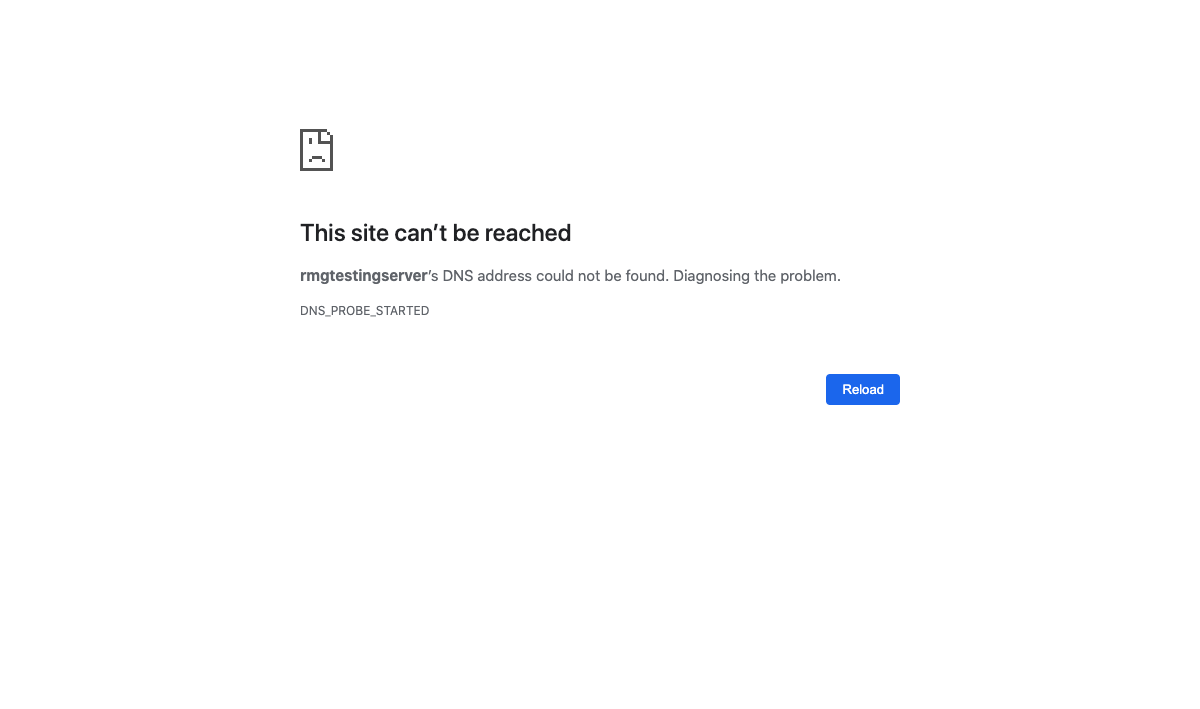 This site can’t be reached
rmgtestingserver’s DNS address could not be found. Diagnosing the problem.
DNS_PROBE_STARTED
Reload